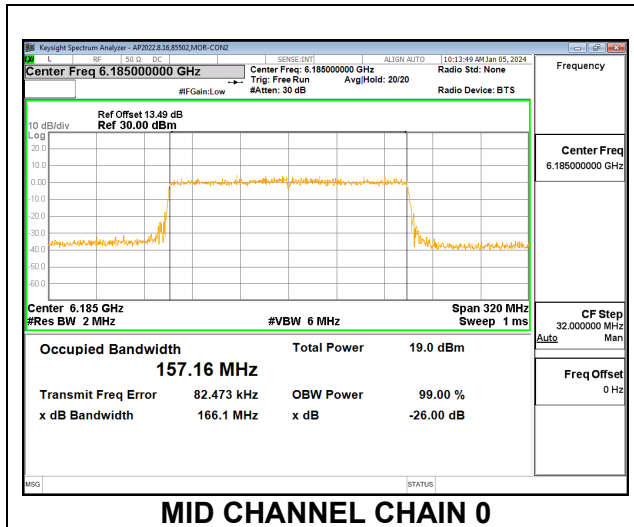 Keysight Spectrum Analyzer - AP2022.8.16,85502,MOR-CON2
L RF 50 Ω DC SENSE:INT ALIGN AUTO 10:13:49 AM Jan 05, 2024
Center Freq 6.185000000 GHz
Center Freq: 6.185000000 GHz
Radio Std: None
Trig: Free Run Avg|Hold: 20/20
#IFGain:Low #Atten: 30 dB Radio Device: BTS
Frequency
Ref Offset 13.49 dB
10 dB/div Ref 30.00 dBm
Log
20.0
10.0
0.00
-10.0
-20.0
-30.0
-40.0
-50.0
-60.0
Center 6.185 GHz Span 320 MHz
#Res BW 2 MHz #VBW 6 MHz Sweep 1 ms
Occupied Bandwidth Total Power 19.0 dBm
157.16 MHz
Transmit Freq Error 82.473 kHz OBW Power 99.00 %
x dB Bandwidth 166.1 MHz x dB -26.00 dB
Center Freq
6.185000000 GHz
CF Step
32.000000 MHz
Auto Man
Freq Offset
0 Hz
MSG STATUS
MID CHANNEL CHAIN 0